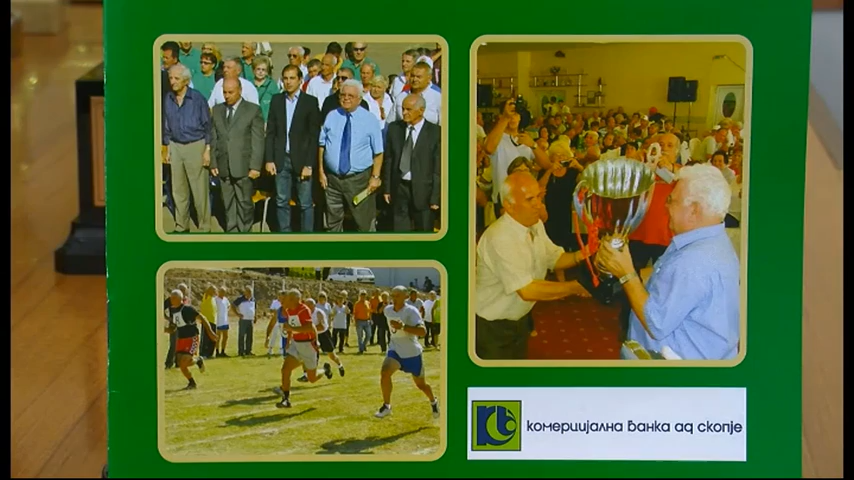 комерцијална банка ад скопје